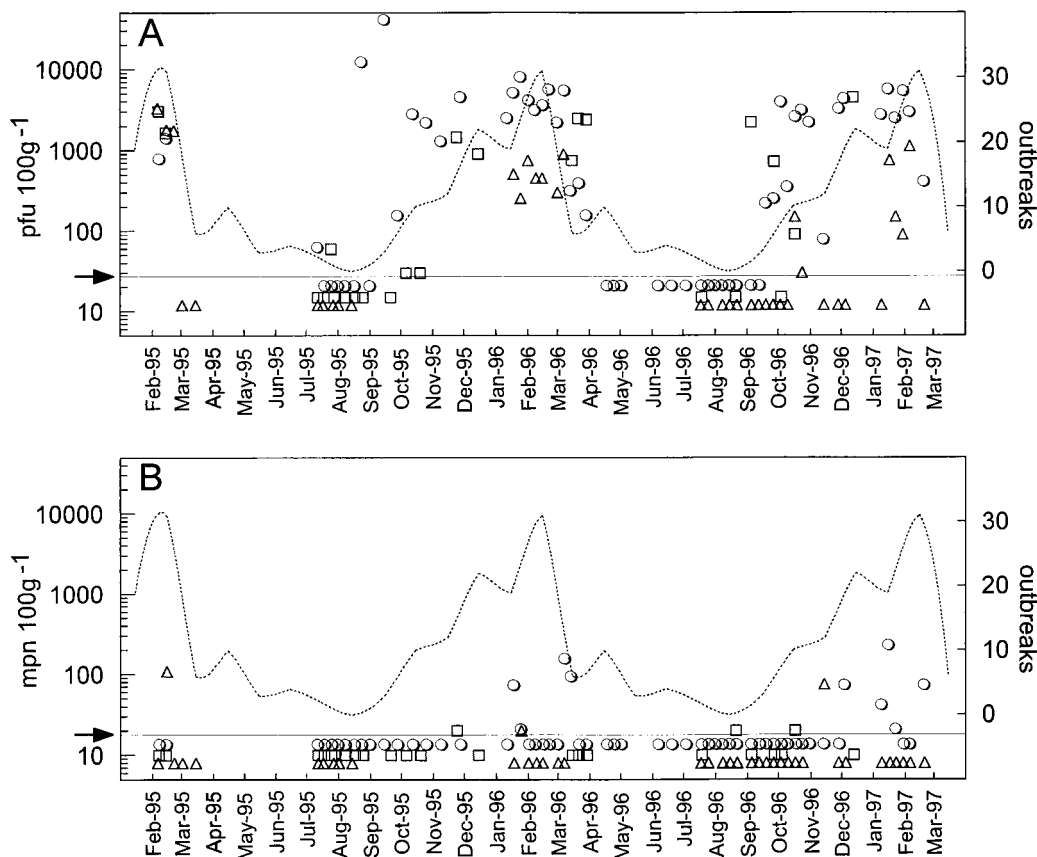 A
pfu 100g-1
10000
1000
100
10
30
20
10
0
outbreaks
Feb-95
Mar-95
Apr-95
May-95
Jun-95
Jul-95
Aug-95
Sep-95
Oct-95
Nov-95
Dec-95
Jan-96
Feb-96
Mar-96
Apr-96
May-96
Jun-96
Jul-96
Aug-96
Sep-96
Oct-96
Nov-96
Dec-96
Jan-97
Feb-97
Mar-97
B
mpn 100g-1
10000
1000
100
10
30
20
10
0
outbreaks
Feb-95
Mar-95
Apr-95
May-95
Jun-95
Jul-95
Aug-95
Sep-95
Oct-95
Nov-95
Dec-95
Jan-96
Feb-96
Mar-96
Apr-96
May-96
Jun-96
Jul-96
Aug-96
Sep-96
Oct-96
Nov-96
Dec-96
Jan-97
Feb-97
Mar-97